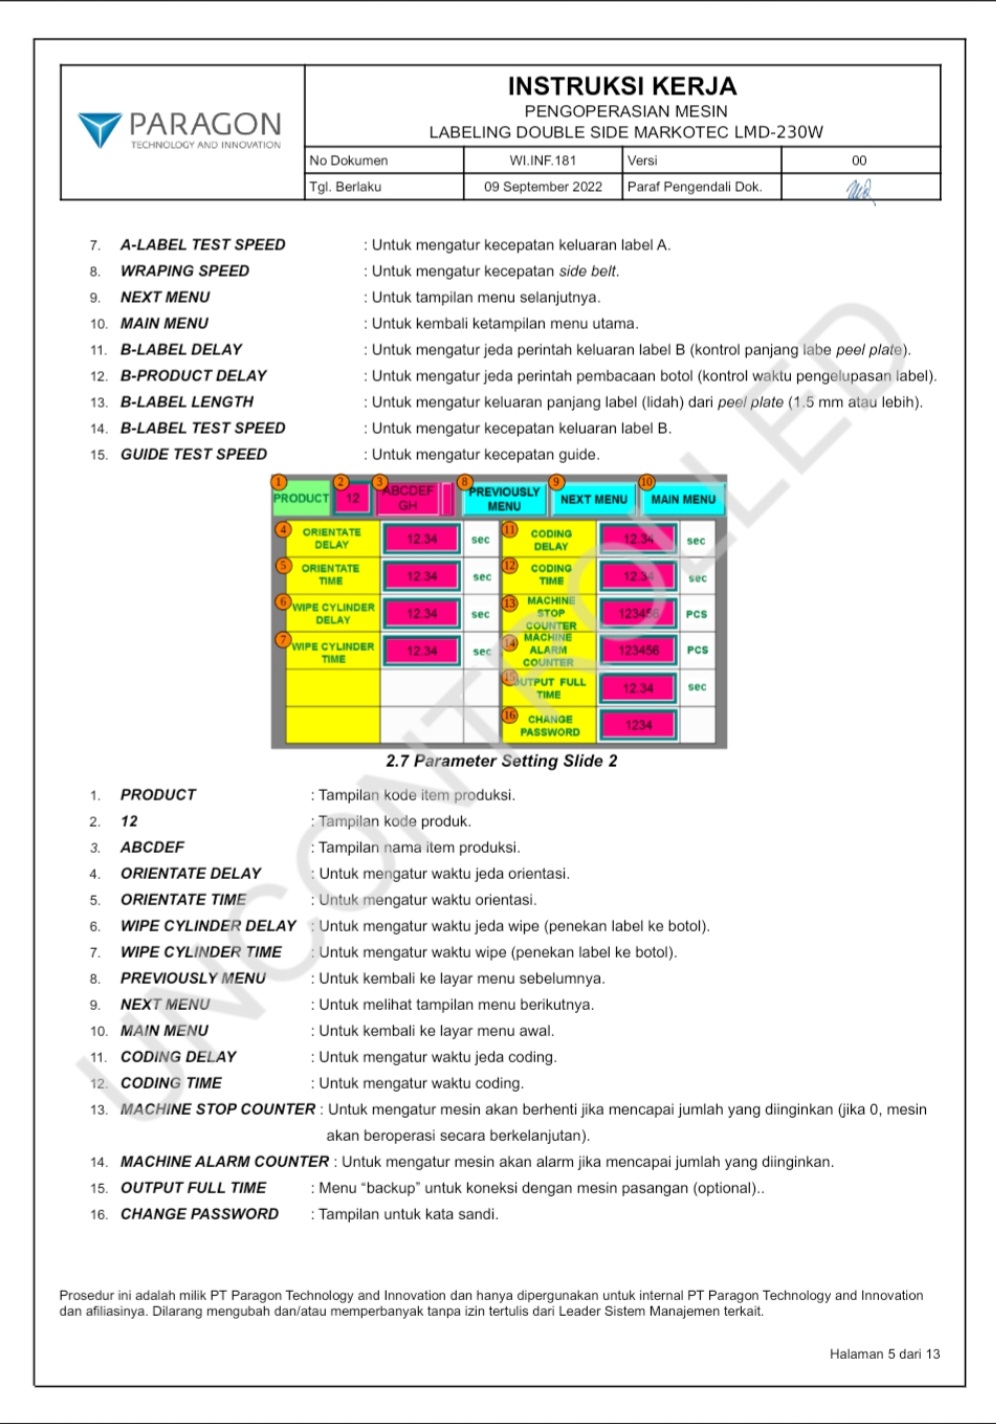 PARAGON
TECHNOLOGY AND INNOVATION
INSTRUKSI KERJA
PENGOPERASIAN MESIN
LABELING DOUBLE SIDE MARKOTEC LMD-230W
No Dokumen WI.INF.181 Versi 00
Tgl. Berlaku 09 September 2022 Paraf Pengendali Dok.
7. A-LABEL TEST SPEED : Untuk mengatur kecepatan keluaran label A.
8. WRAPING SPEED : Untuk mengatur kecepatan side belt.
9. NEXT MENU : Untuk tampilan menu selanjutnya.
10. MAIN MENU : Untuk kembali ketampilan menu utama.
11. B-LABEL DELAY : Untuk mengatur jeda perintah keluaran label B (kontrol panjang labe peel plate).
12. B-PRODUCT DELAY : Untuk mengatur jeda perintah pembacaan botol (kontrol waktu pengelupasan label).
13. B-LABEL LENGTH : Untuk mengatur keluaran panjang label (lidah) dari peel plate (1.5 mm atau lebih).
14. B-LABEL TEST SPEED : Untuk mengatur kecepatan keluaran label B.
15. GUIDE TEST SPEED : Untuk mengatur kecepatan guide.
1 2 3 8 9 10
PRODUCT 12 ABCDEF GH PREVIOUSLY MENU NEXT MENU MAIN MENU
4 ORIENTATE DELAY 12.34 sec 11 CODING DELAY 12.34 sec
5 ORIENTATE TIME 12.34 sec 12 CODING TIME 12.34 sec
6 WIPE CYLINDER DELAY 12.34 sec 13 MACHINE STOP COUNTER 123456 PCS
7 WIPE CYLINDER TIME 12.34 sec 14 MACHINE ALARM COUNTER 123456 PCS
15 OUTPUT FULL TIME 12.34 sec
16 CHANGE PASSWORD 1234
2.7 Parameter Setting Slide 2
1. PRODUCT : Tampilan kode item produksi.
2. 12 : Tampilan kode produk.
3. ABCDEF : Tampilan nama item produksi.
4. ORIENTATE DELAY : Untuk mengatur waktu jeda orientasi.
5. ORIENTATE TIME : Untuk mengatur waktu orientasi.
6. WIPE CYLINDER DELAY : Untuk mengatur waktu jeda wipe (penekan label ke botol).
7. WIPE CYLINDER TIME : Untuk mengatur waktu wipe (penekan label ke botol).
8. PREVIOUSLY MENU : Untuk kembali ke layar menu sebelumnya.
9. NEXT MENU : Untuk melihat tampilan menu berikutnya.
10. MAIN MENU : Untuk kembali ke layar menu awal.
11. CODING DELAY : Untuk mengatur waktu jeda coding.
12. CODING TIME : Untuk mengatur waktu coding.
13. MACHINE STOP COUNTER : Untuk mengatur mesin akan berhenti jika mencapai jumlah yang diinginkan (jika 0, mesin
akan beroperasi secara berkelanjutan).
14. MACHINE ALARM COUNTER : Untuk mengatur mesin akan alarm jika mencapai jumlah yang diinginkan.
15. OUTPUT FULL TIME : Menu “backup” untuk koneksi dengan mesin pasangan (optional)..
16. CHANGE PASSWORD : Tampilan untuk kata sandi.
UNCONTROLLED
Prosedur ini adalah milik PT Paragon Technology and Innovation dan hanya dipergunakan untuk internal PT Paragon Technology and Innovation
dan afiliasinya. Dilarang mengubah dan/atau memperbanyak tanpa izin tertulis dari Leader Sistem Manajemen terkait.
Halaman 5 dari 13